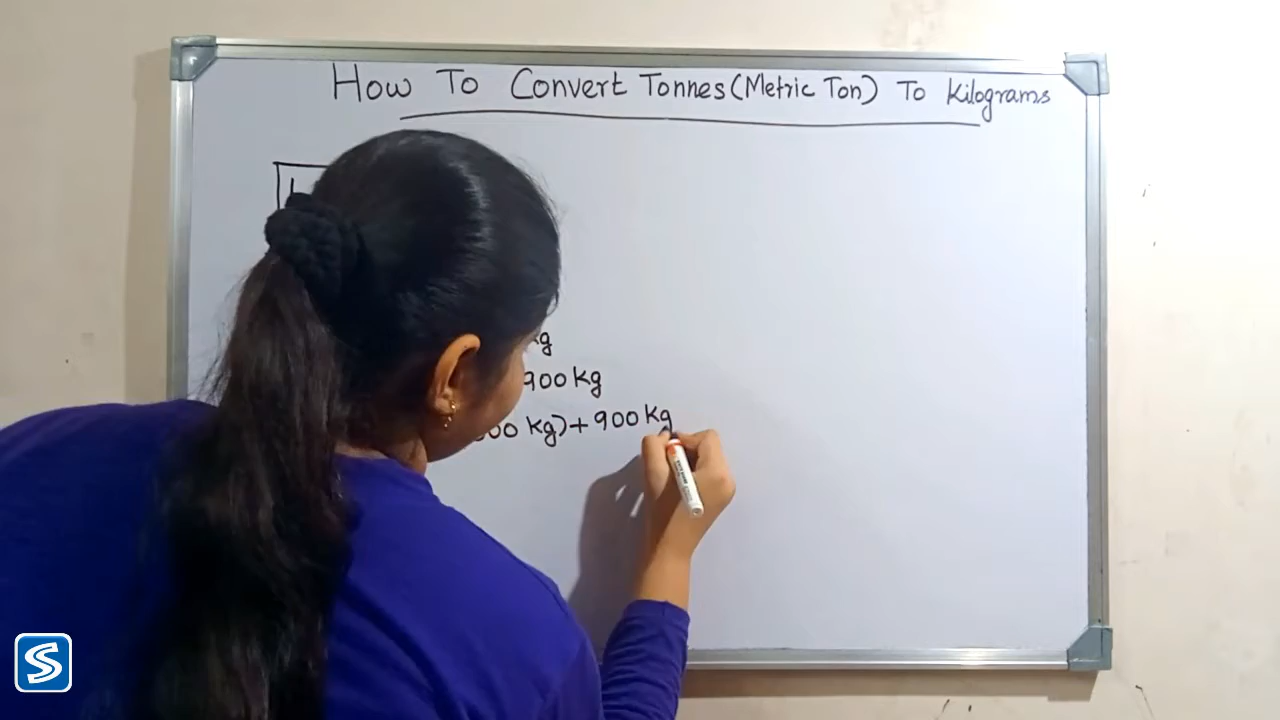 How To Convert Tonnes (Metric Ton) To Kilograms
kg
900 kg
00 kg) + 900 kg
S